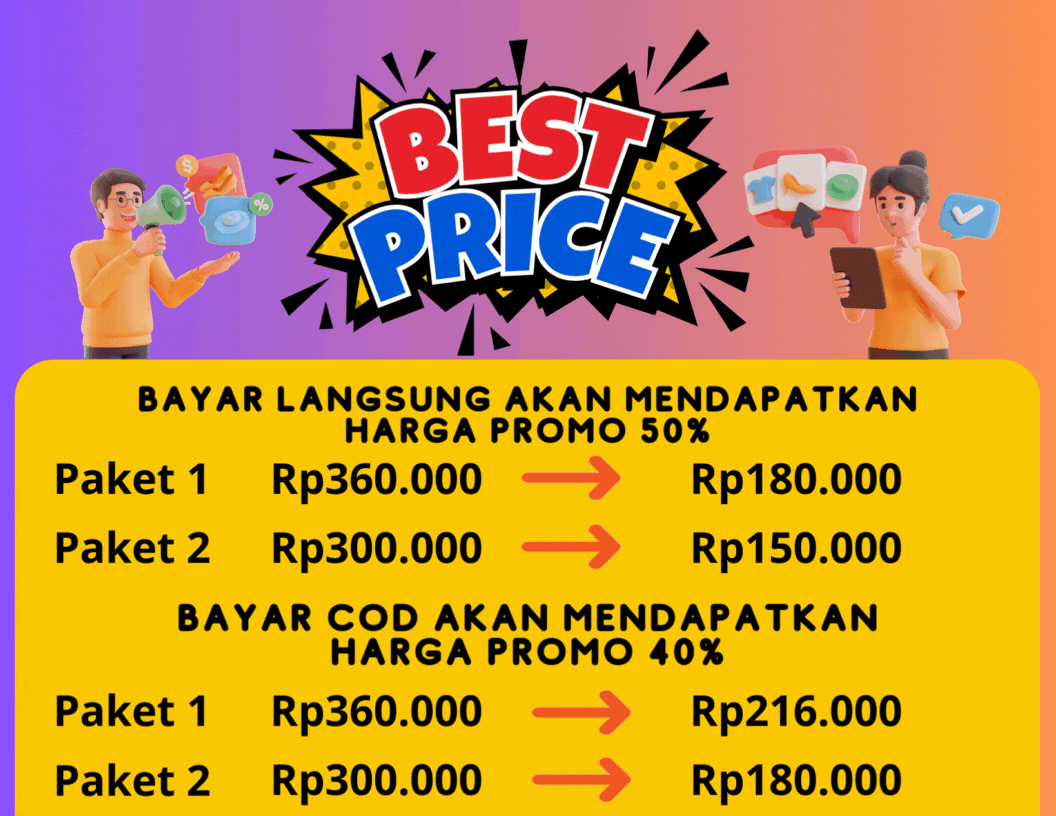 BEST
PRICE
$
%
BAYAR LANGSUNG AKAN MENDAPATKAN
HARGA PROMO 50%
Paket 1 Rp360.000 Rp180.000
Paket 2 Rp300.000 Rp150.000
BAYAR COD AKAN MENDAPATKAN
HARGA PROMO 40%
Paket 1 Rp360.000 Rp216.000
Paket 2 Rp300.000 Rp180.000